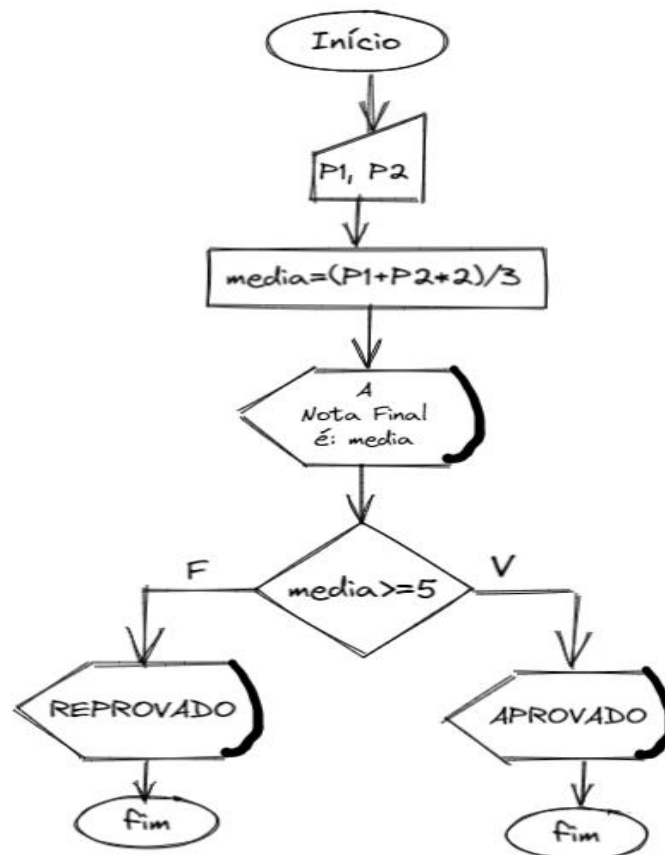 Início
P1, P2
media=(P1+P2*2)/3
A
Nota Final
é: media
F
V
media>=5
REPROVADO
APROVADO
fim
fim